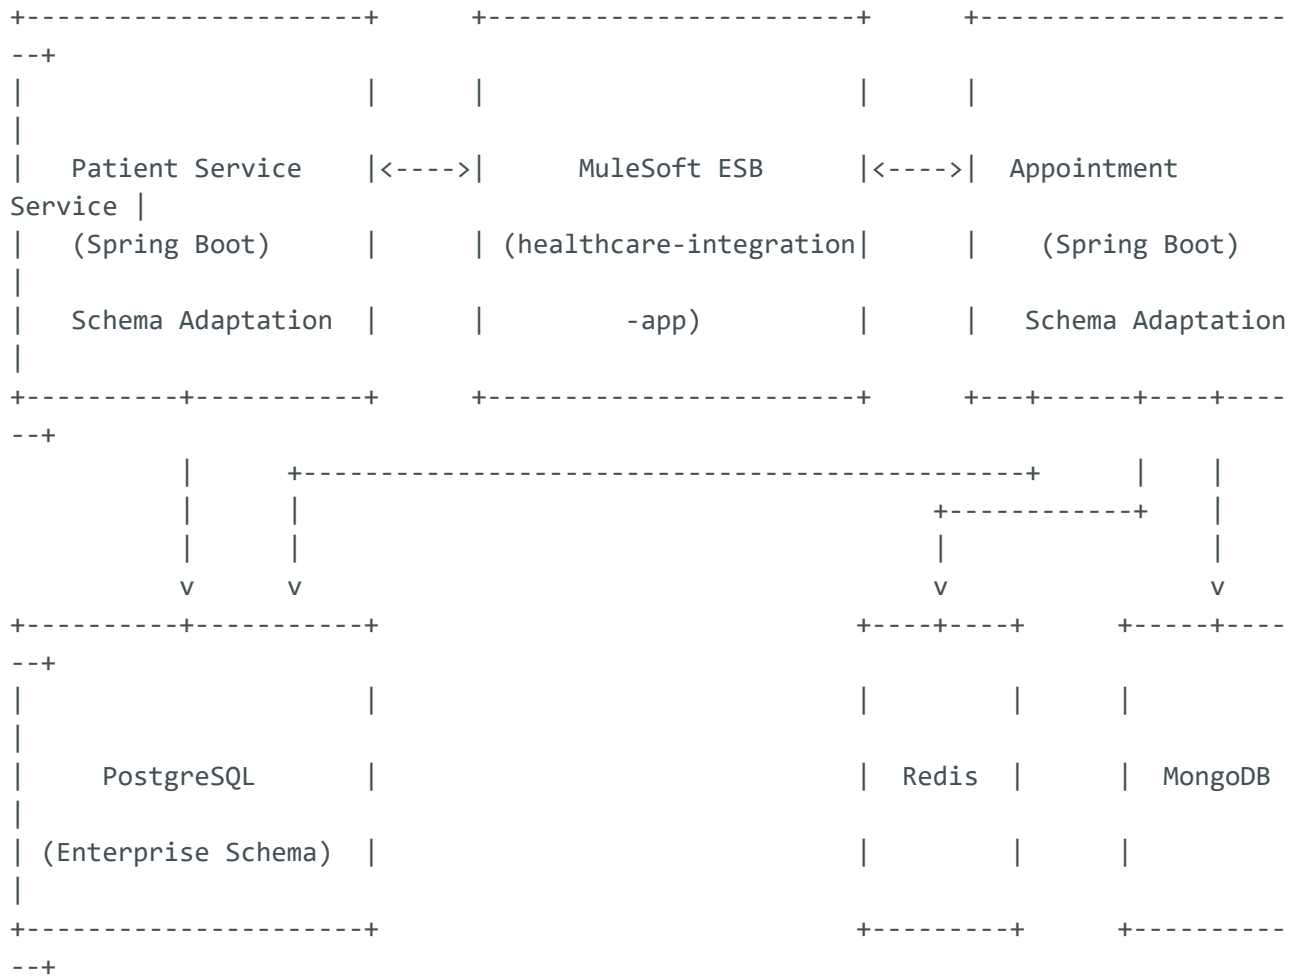 +----------------------+      +------------------------+      +--------------------
--+
|                      |      |                        |      |
|
|   Patient Service    |<---->|      MuleSoft ESB      |<---->|  Appointment
Service |
|   (Spring Boot)      |      | (healthcare-integration|      |    (Spring Boot)
|
|   Schema Adaptation  |      |         -app)          |      |   Schema Adaptation
|
+----------+-----------+      +------------------------+      +---+------+----+----
--+
           |      +-----------------------------------------------+      |    |
           |      |                                         +------------+    |
           |      |                                         |                 |
           v      v                                         v                 v
+----------+-----------+                               +----+----+      +-----+----
--+
|                      |                               |         |      |
|
|     PostgreSQL       |                               |  Redis  |      |  MongoDB
|
| (Enterprise Schema)  |                               |         |      |
|
+----------------------+                               +---------+      +----------
--+